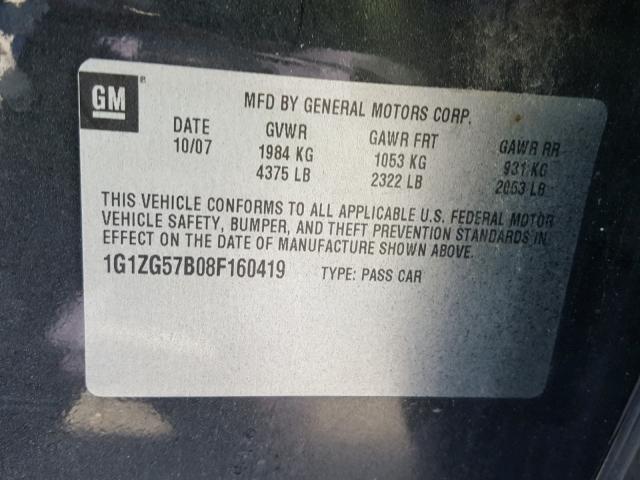 GM ®
MFD BY GENERAL MOTORS CORP.
DATE GVWR GAWR FRT GAWR RR
10/07 1984 KG 1053 KG 931 KG
4375 LB 2322 LB 2053 LB
THIS VEHICLE CONFORMS TO ALL APPLICABLE U.S. FEDERAL MOTOR
VEHICLE SAFETY, BUMPER, AND THEFT PREVENTION STANDARDS IN
EFFECT ON THE DATE OF MANUFACTURE SHOWN ABOVE.
1G1ZG57B08F160419 TYPE: PASS CAR